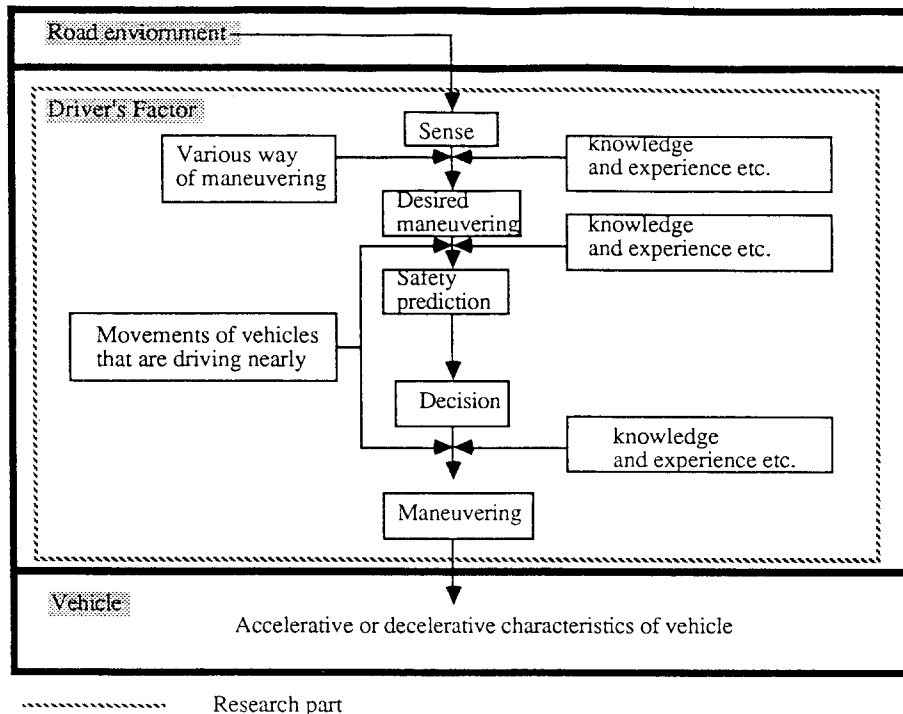 Road enviornment
Driver's Factor
Sense
Various way
of maneuvering
knowledge
and experience etc.
Desired
maneuvering
knowledge
and experience etc.
Safety
prediction
Movements of vehicles
that are driving nearly
Decision
knowledge
and experience etc.
Maneuvering
Vehicle
Accelerative or decelerative characteristics of vehicle
Research part